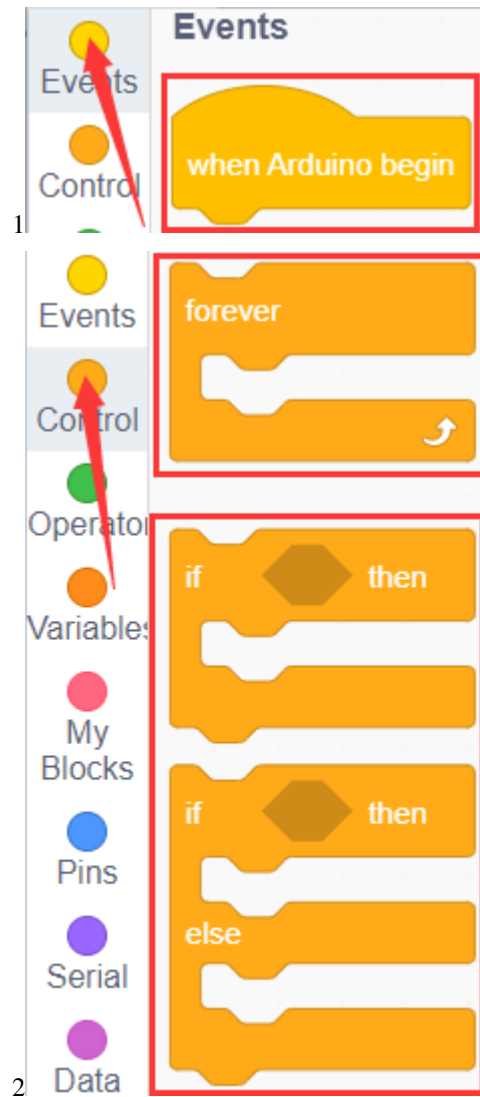 Events
Events
Control
when Arduino begin
1
Events
Control
Operator
Variables
My
Blocks
Pins
Serial
Data
forever
if then
if then
else
2